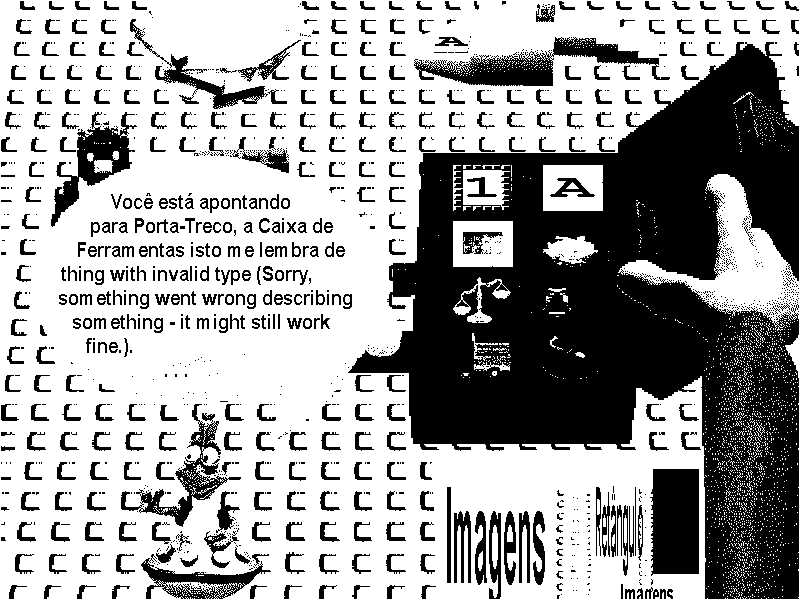 A
Você está apontando
para Porta-Treco, a Caixa de
Ferramentas isto me lembra de
thing with invalid type (Sorry,
something went wrong describing
something - it might still work
fine.).
. . .
1 A
Imagens
Retângulo
Imagens